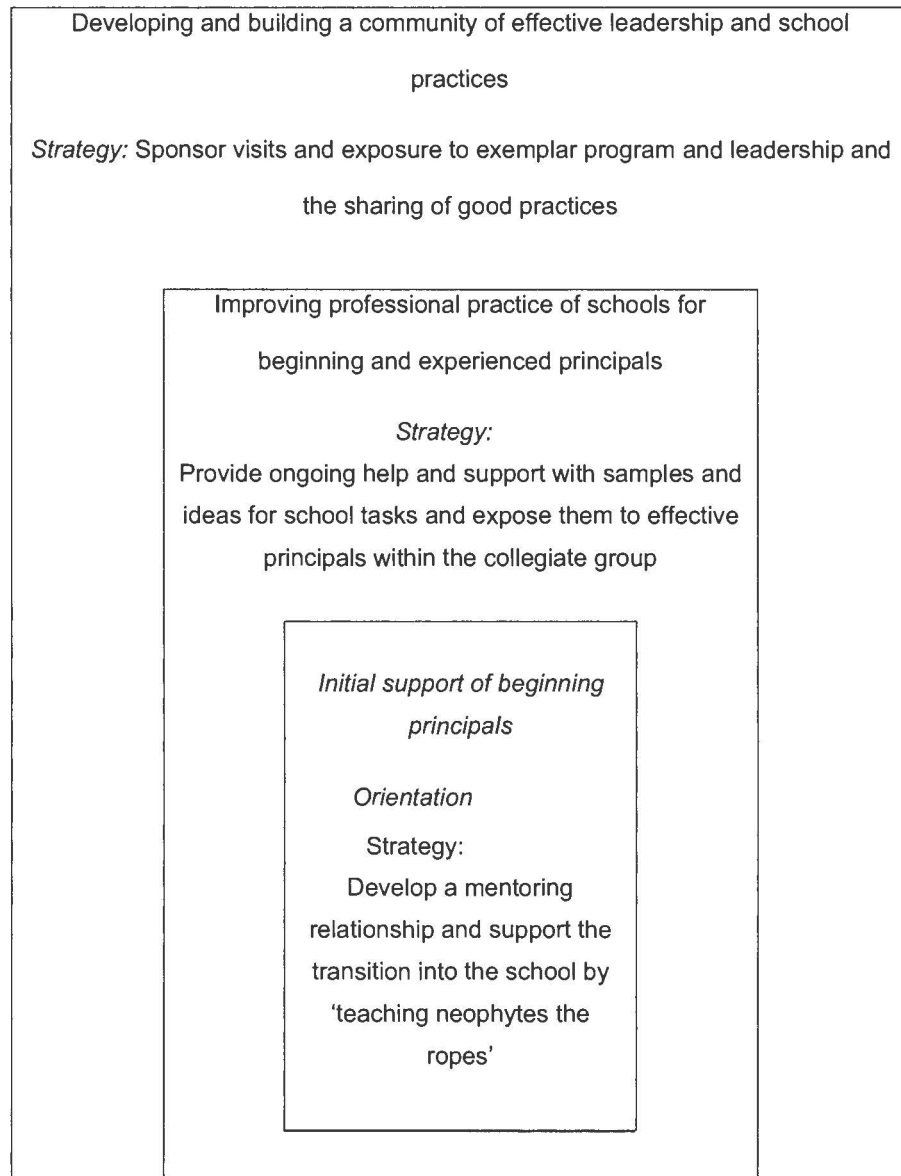 Developing and building a community of effective leadership and school
practices
Strategy: Sponsor visits and exposure to exemplar program and leadership and
the sharing of good practices
Improving professional practice of schools for
beginning and experienced principals
Strategy:
Provide ongoing help and support with samples and
ideas for school tasks and expose them to effective
principals within the collegiate group
Initial support of beginning
principals
Orientation
Strategy:
Develop a mentoring
relationship and support the
transition into the school by
‘teaching neophytes the
ropes’